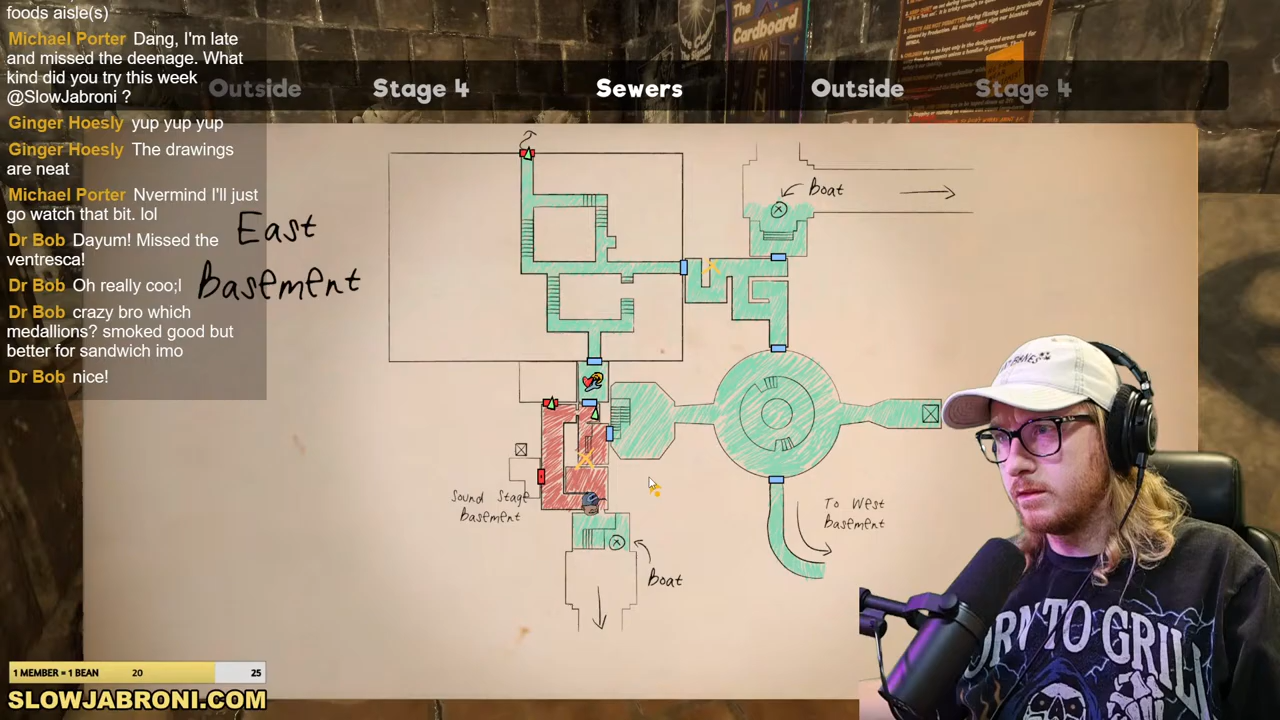 foods aisle(s)
Michael Porter Dang, I'm late
and missed the deenage. What
kind did you try this week
@SlowJabroni ?
Ginger Hoesly yup yup yup
Ginger Hoesly The drawings
are neat
Michael Porter Nvermind I'll just
go watch that bit. lol
Dr Bob Dayum! Missed the
ventresca!
Dr Bob Oh really coo;l
Dr Bob crazy bro which
medallions? smoked good but
better for sandwich imo
Dr Bob nice!
The
Cardboard
Outside
Stage 4
Sewers
Outside
Stage 4
East
Basement
Boat
Sound Stage
Basement
To West
Basement
Boat
1 MEMBER = 1 BEAN 20 25
SLOWJABRONI.COM
TO GRILL